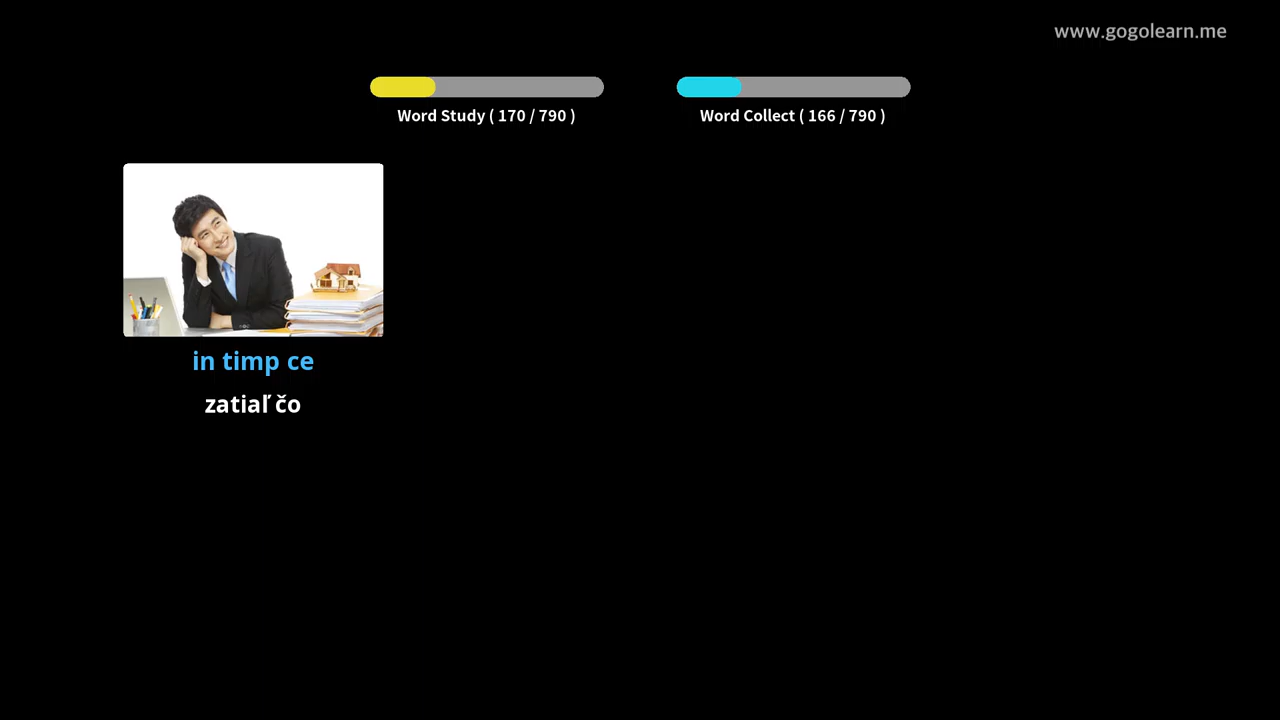 www.gogolearn.me
Word Study ( 170 / 790 )
Word Collect ( 166 / 790 )
in timp ce
zatiaľ čo